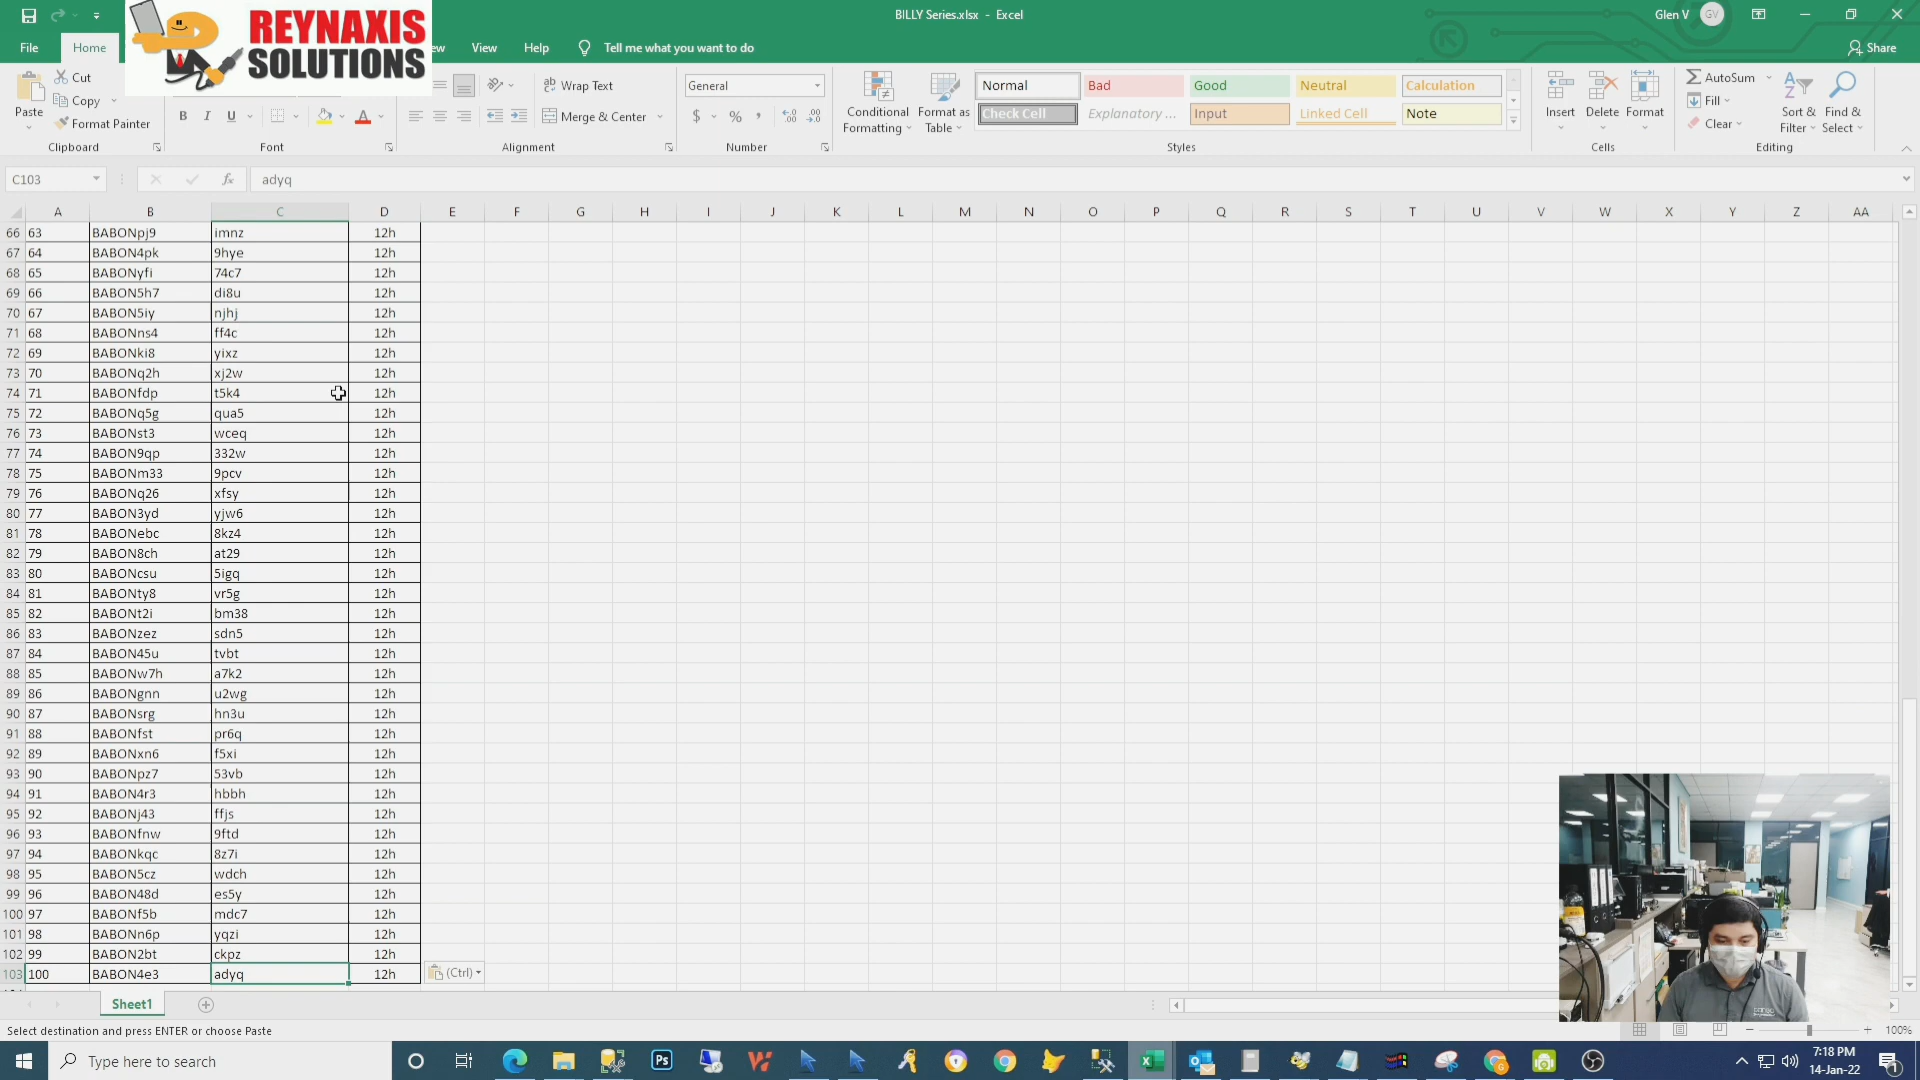 BILLY Series.xlsx - Excel
Glen V
GV
REYNAXIS
SOLUTIONS
File Home ew View Help Tell me what you want to do Share
Cut
Copy
Format Painter
Paste
Clipboard
B I U A
Font
Wrap Text
Merge & Center
Alignment
General
$ % ,
Number
Conditional Formatting
Format as Table
Normal Bad Good Neutral Calculation
Check Cell Explanatory ... Input Linked Cell Note
Styles
Insert Delete Format
Cells
AutoSum
Fill
Clear
Sort & Filter
Find & Select
Editing
C103 fx adyq
A B C D E F G H I J K L M N O P Q R S T U V W X Y Z AA
66 63 BABONpj9 imnz 12h
67 64 BABON4pk 9hye 12h
68 65 BABONyfi 74c7 12h
69 66 BABON5h7 di8u 12h
70 67 BABON5iy njhj 12h
71 68 BABONns4 ff4c 12h
72 69 BABONki8 yixz 12h
73 70 BABONq2h xj2w 12h
74 71 BABONfdp t5k4 12h
75 72 BABONq5g qua5 12h
76 73 BABONst3 wceq 12h
77 74 BABON9qp 332w 12h
78 75 BABONm33 9pcv 12h
79 76 BABONq26 xfsy 12h
80 77 BABON3yd yjw6 12h
81 78 BABONebc 8kz4 12h
82 79 BABON8ch at29 12h
83 80 BABONcsu 5igq 12h
84 81 BABONty8 vr5g 12h
85 82 BABONt2i bm38 12h
86 83 BABONzez sdn5 12h
87 84 BABON45u tvbt 12h
88 85 BABONw7h a7k2 12h
89 86 BABONgnn u2wg 12h
90 87 BABONsrg hn3u 12h
91 88 BABONfst pr6q 12h
92 89 BABONxn6 f5xi 12h
93 90 BABONpz7 53vb 12h
94 91 BABON4r3 hbbh 12h
95 92 BABONj43 ffjs 12h
96 93 BABONfnw 9ftd 12h
97 94 BABONkqc 8z7i 12h
98 95 BABON5cz wdch 12h
99 96 BABON48d es5y 12h
100 97 BABONf5b mdc7 12h
101 98 BABONn6p yqzi 12h
102 99 BABON2bt ckpz 12h
103 100 BABON4e3 adyq 12h
(Ctrl)
Sheet1
Select destination and press ENTER or choose Paste
100%
Type here to search
7:18 PM
14-Jan-22